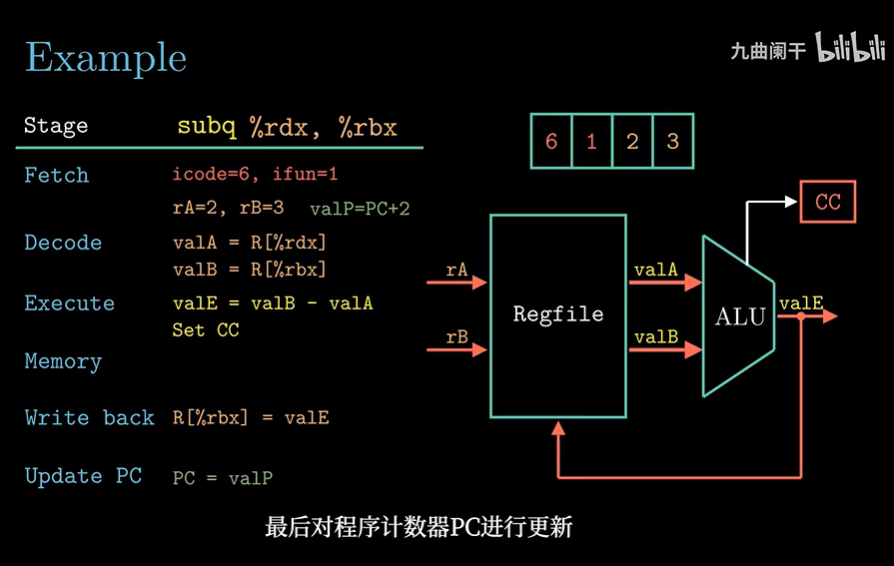 Example
九曲阑干 bilibili
Stage subq %rdx, %rbx
6 1 2 3
Fetch icode=6, ifun=1
rA=2, rB=3 valP=PC+2
CC
Decode valA = R[%rdx]
valB = R[%rbx]
rA valA
Execute valE = valB - valA
Set CC
Regfile ALU valE
rB valB
Memory
Write back R[%rbx] = valE
Update PC PC = valP
最后对程序计数器PC进行更新